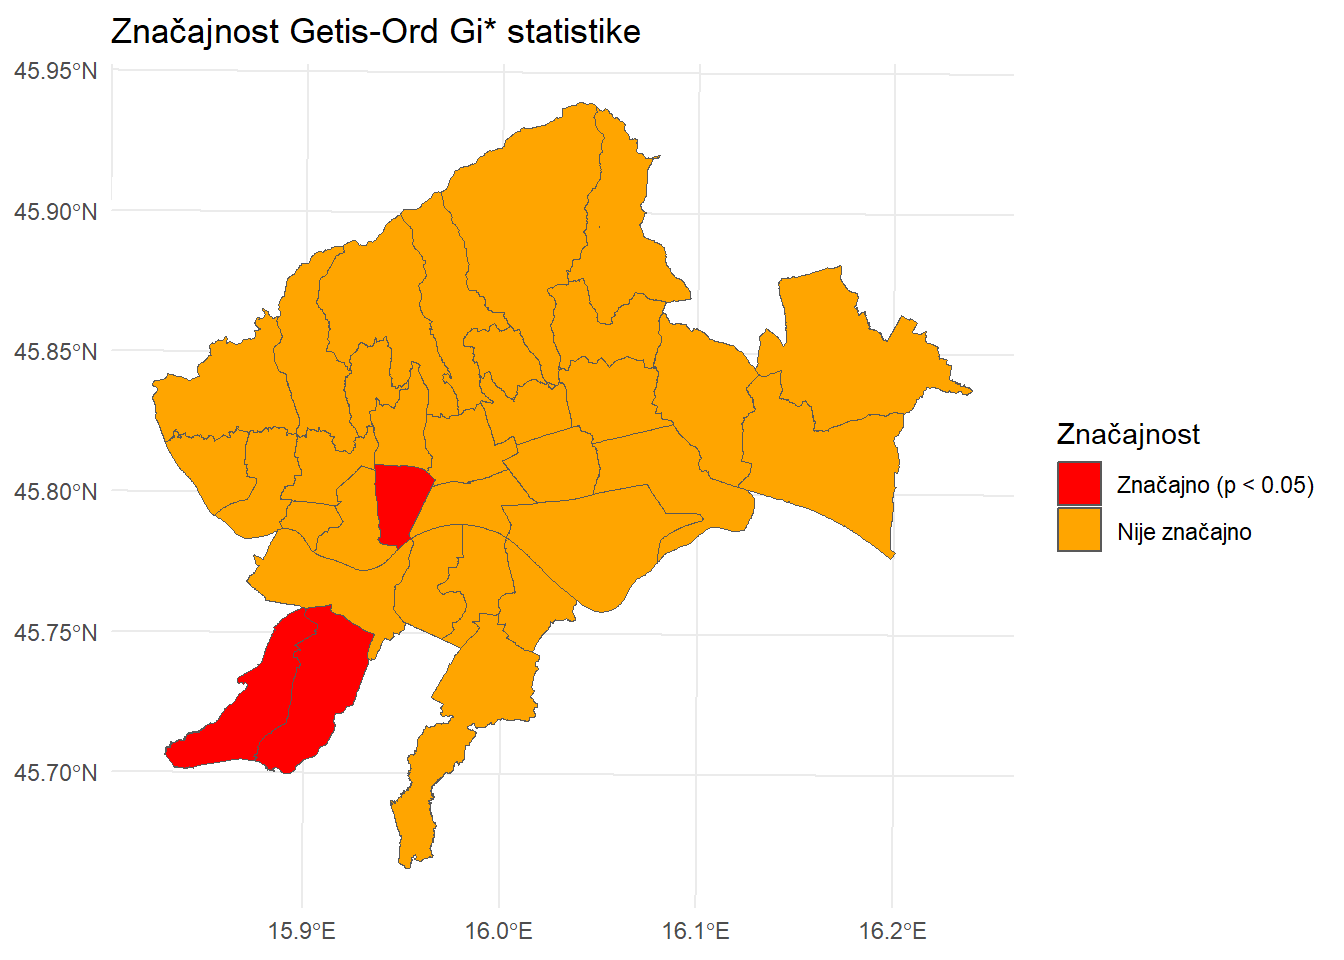 Značajnost Getis-Ord Gi* statistike
45.95°N
45.90°N
45.85°N
45.80°N
45.75°N
45.70°N
15.9°E
16.0°E
16.1°E
16.2°E
Značajnost
Značajno (p < 0.05)
Nije značajno